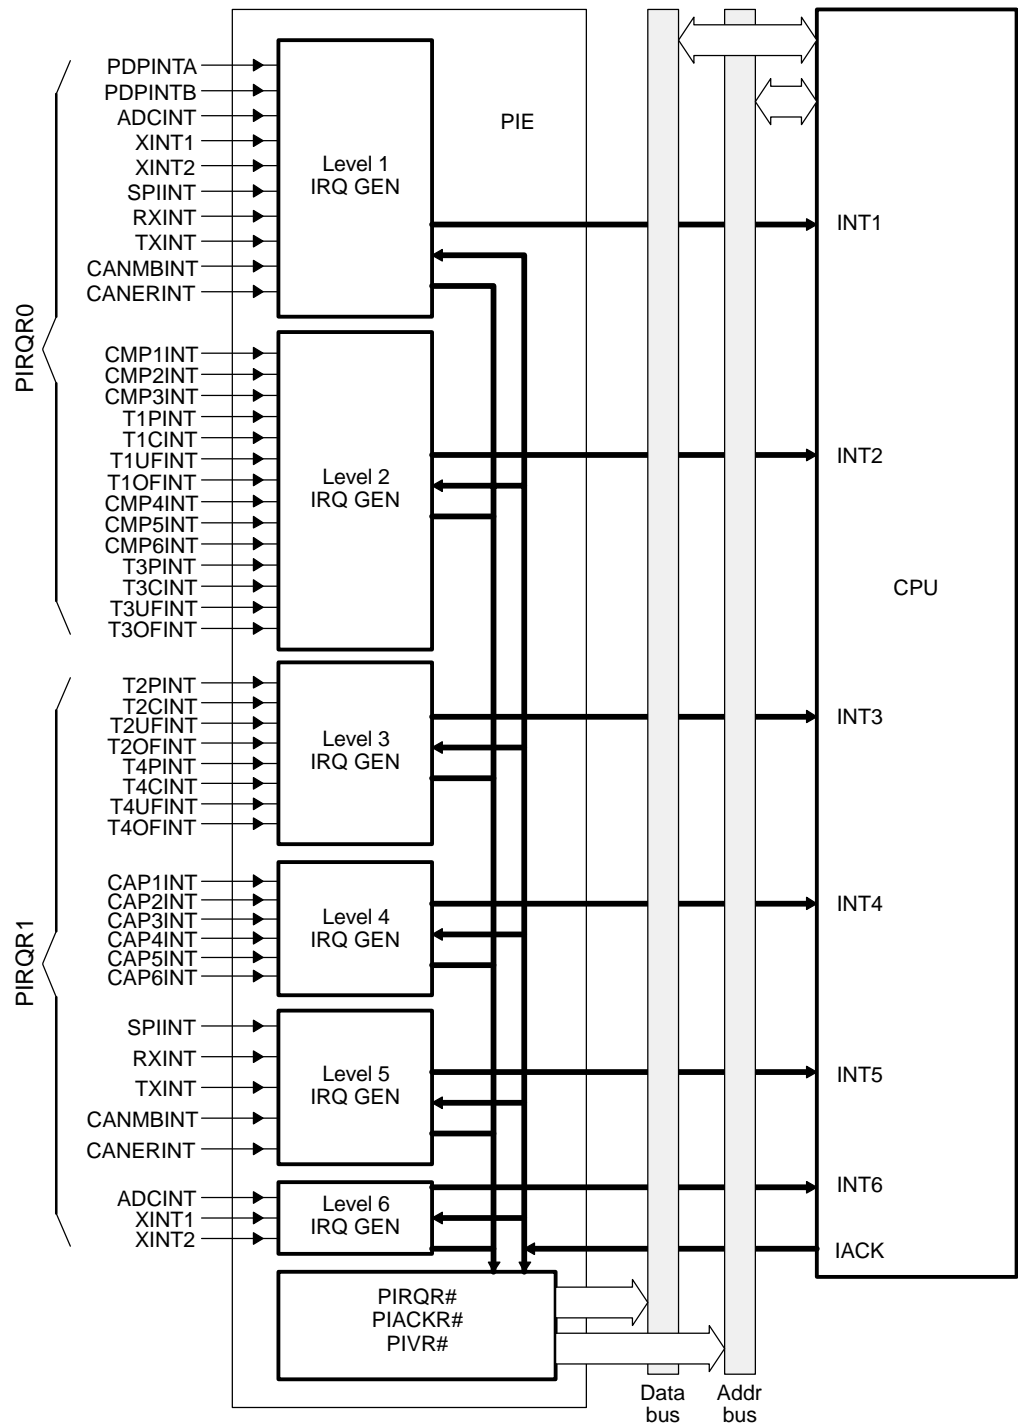 PIE
PIRQR0
PDPINTA
PDPINTB
ADCINT
XINT1
XINT2
SPIINT
RXINT
TXINT
CANMBINT
CANERINT
Level 1
IRQ GEN
INT1
CMP1INT
CMP2INT
CMP3INT
T1PINT
T1CINT
T1UFINT
T1OFINT
CMP4INT
CMP5INT
CMP6INT
T3PINT
T3CINT
T3UFINT
T3OFINT
Level 2
IRQ GEN
INT2
CPU
PIRQR1
T2PINT
T2CINT
T2UFINT
T2OFINT
T4PINT
T4CINT
T4UFINT
T4OFINT
Level 3
IRQ GEN
INT3
CAP1INT
CAP2INT
CAP3INT
CAP4INT
CAP5INT
CAP6INT
Level 4
IRQ GEN
INT4
SPIINT
RXINT
TXINT
CANMBINT
CANERINT
Level 5
IRQ GEN
INT5
ADCINT
XINT1
XINT2
Level 6
IRQ GEN
INT6
IACK
PIRQR#
PIACKR#
PIVR#
Data
bus
Addr
bus